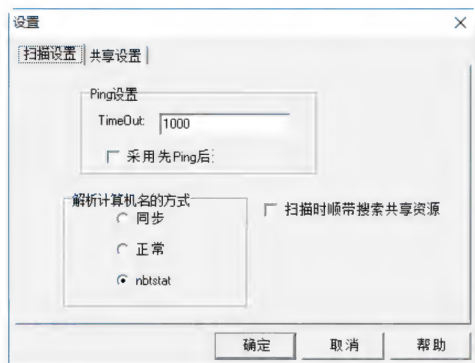 设置
扫描设置 共享设置
Ping设置
TimeOut: 1000
采用先Ping后
解析计算机名的方式
同步
扫描时顺带搜索共享资源
正常
nbtstat
确定 取消 帮助